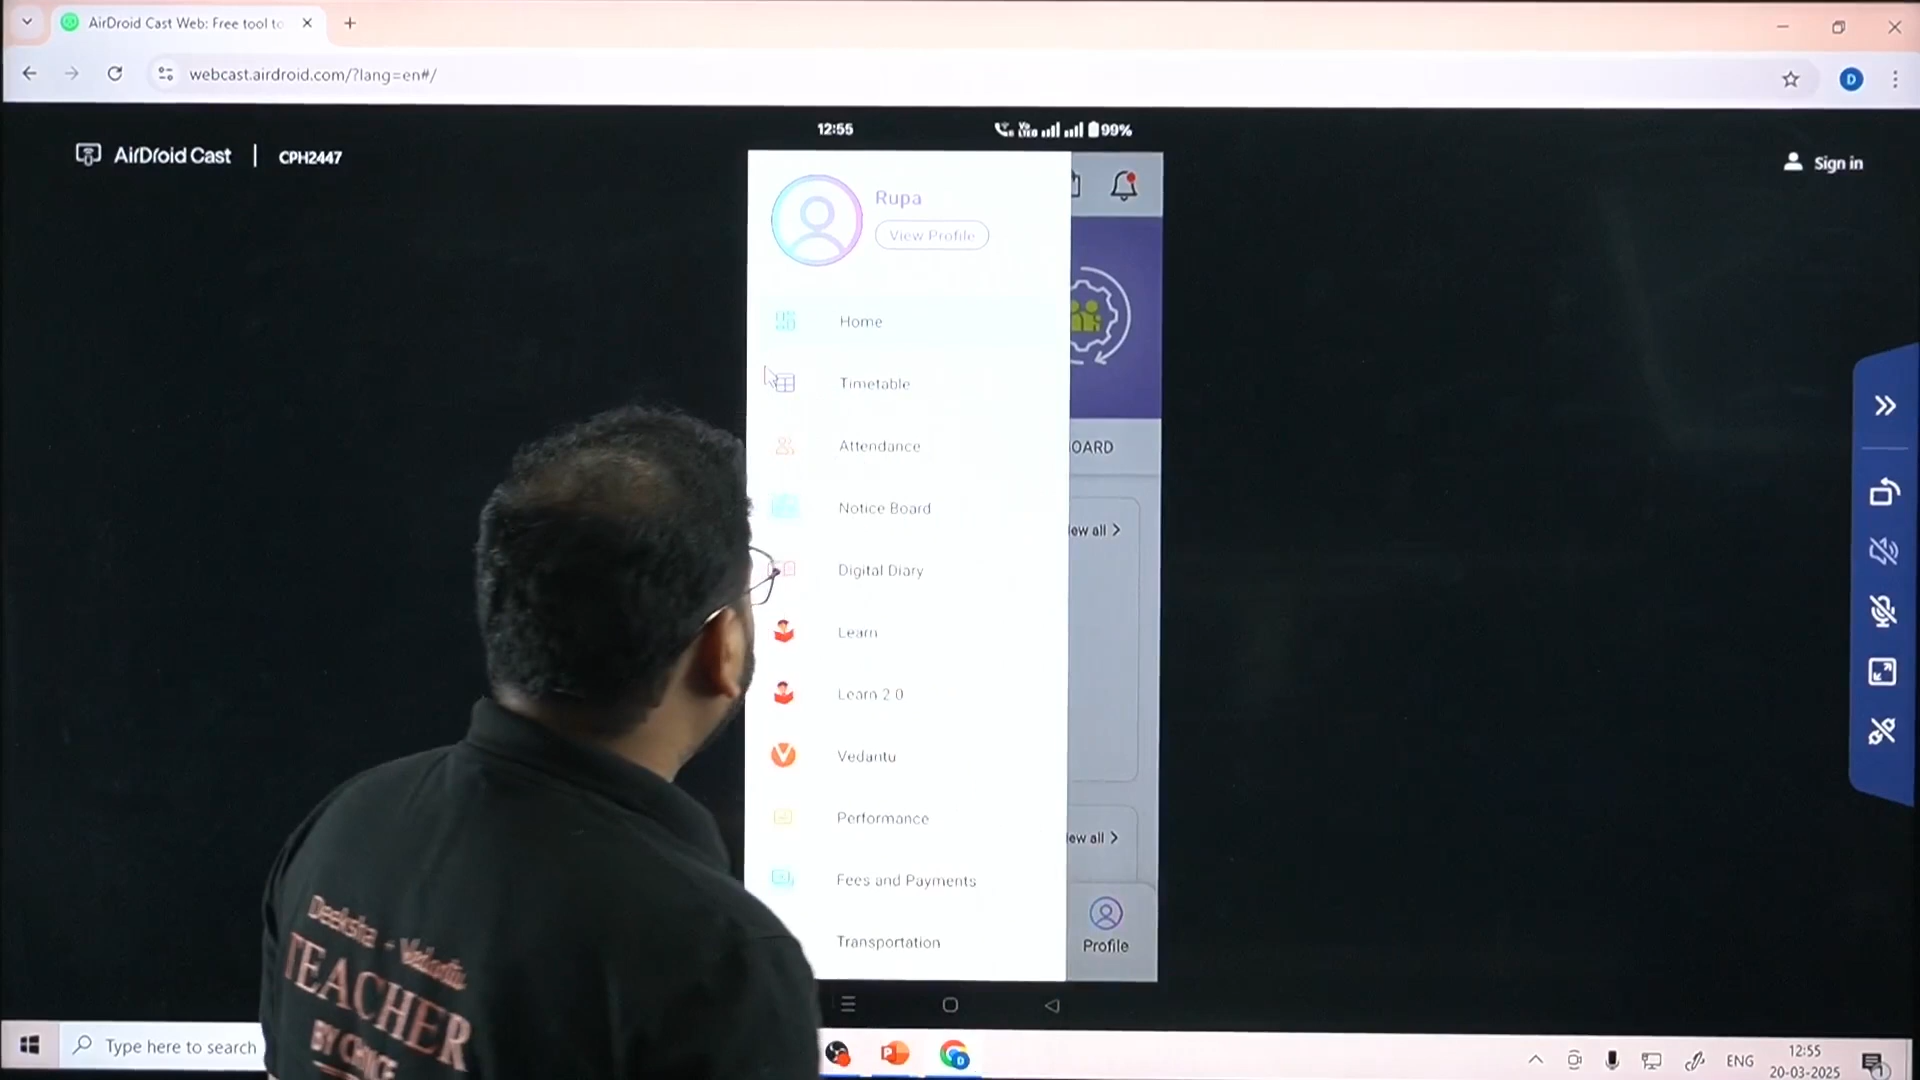 AirDroid Cast Web: Free tool to
webcast.airdroid.com/?lang=en#/
D
AirDroid Cast | CPH2447
Sign in
12:55
99%
Rupa
View Profile
Home
Timetable
Attendance
Notice Board
Digital Diary
Learn
Learn 2.0
Vedantu
Performance
Fees and Payments
Transportation
OARD
ew all >
ew all >
Profile
Deeksha - Vedantu
TEACHER
BY CHOICE
Type here to search
ENG
12:55
20-03-2025